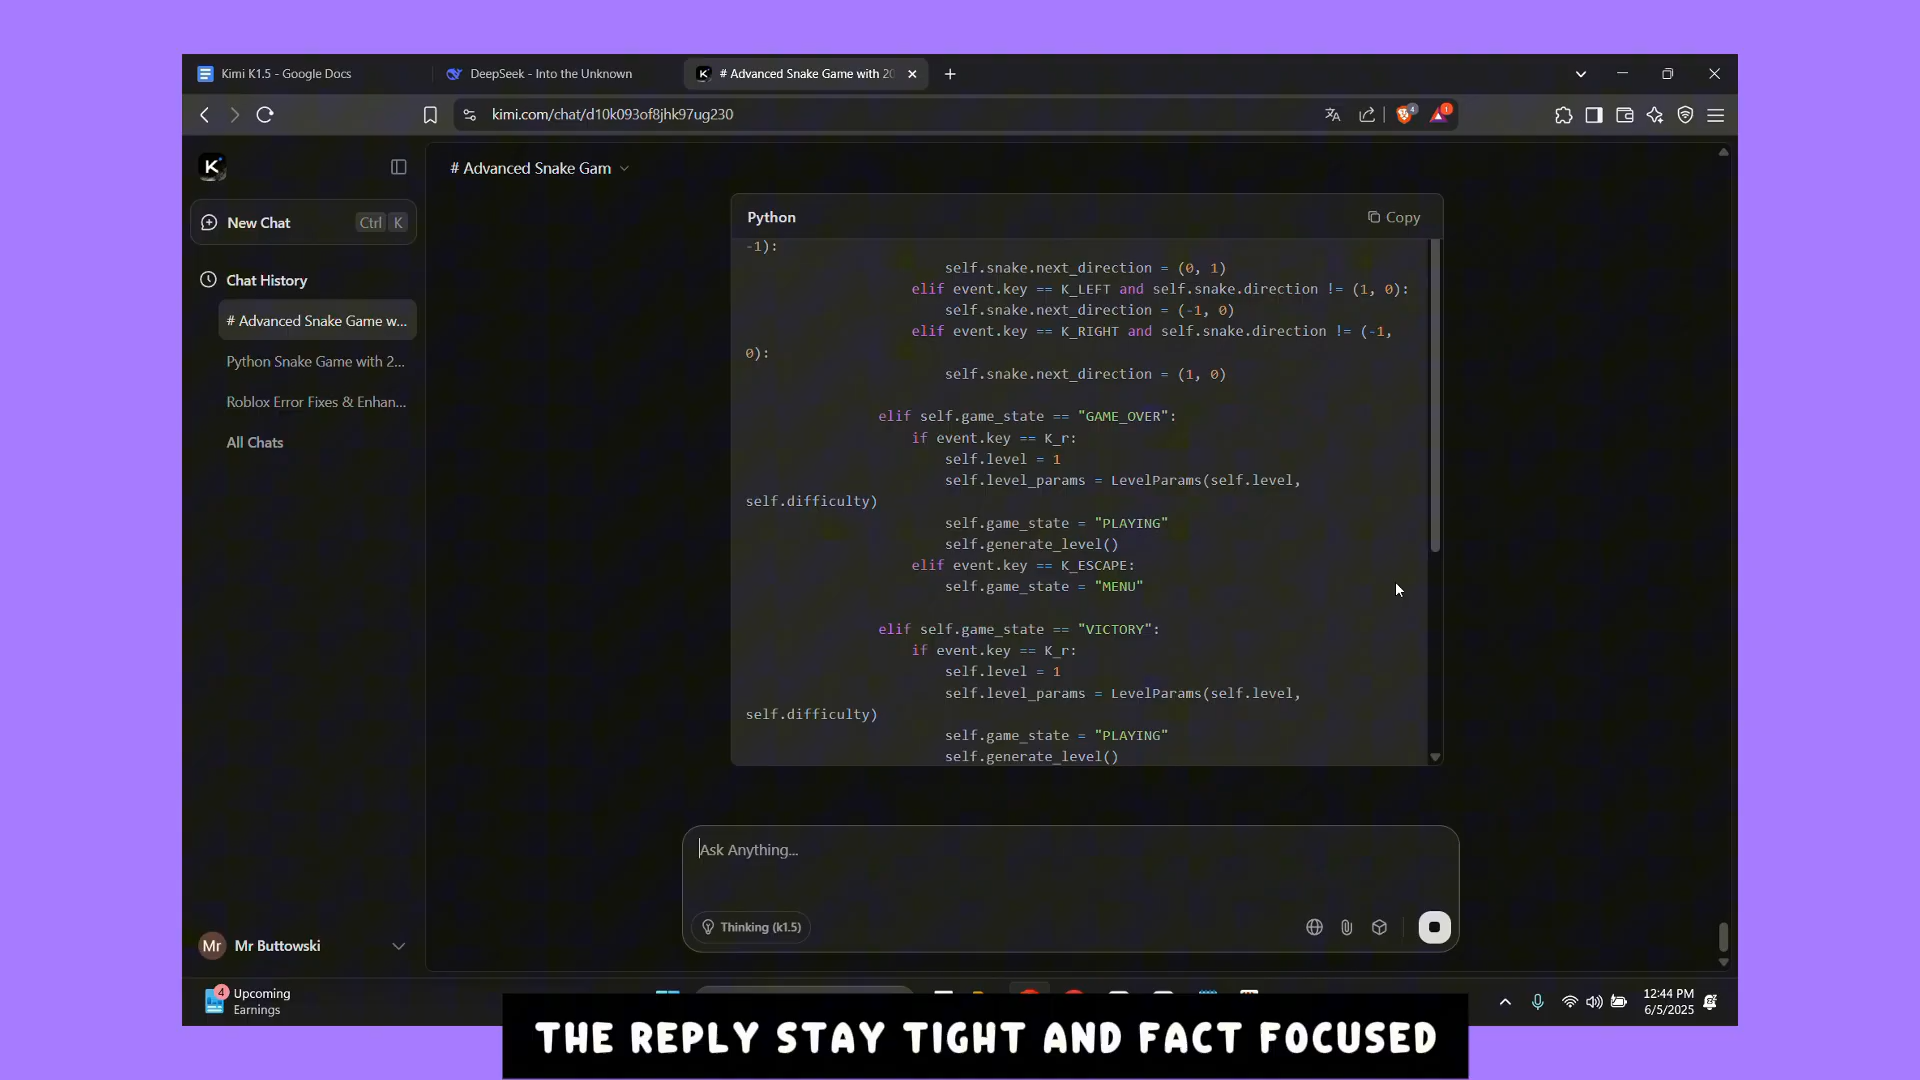 Kimi K1.5 - Google Docs
DeepSeek - Into the Unknown
# Advanced Snake Game with 20
kimi.com/chat/d10k093of8jhk97ug230
4
1
K
# Advanced Snake Gam
New Chat
Ctrl K
Chat History
# Advanced Snake Game w...
Python Snake Game with 2...
Roblox Error Fixes & Enhan...
All Chats
Python
Copy
-1):
self.snake.next_direction = (0, 1)
elif event.key == K_LEFT and self.snake.direction != (1, 0):
self.snake.next_direction = (-1, 0)
elif event.key == K_RIGHT and self.snake.direction != (-1,
0):
self.snake.next_direction = (1, 0)
elif self.game_state == "GAME_OVER":
if event.key == K_r:
self.level = 1
self.level_params = LevelParams(self.level,
self.difficulty)
self.game_state = "PLAYING"
self.generate_level()
elif event.key == K_ESCAPE:
self.game_state = "MENU"
elif self.game_state == "VICTORY":
if event.key == K_r:
self.level = 1
self.level_params = LevelParams(self.level,
self.difficulty)
self.game_state = "PLAYING"
self.generate_level()
Ask Anything...
Thinking (k1.5)
Mr Mr Buttowski
4
Upcoming
Earnings
12:44 PM
6/5/2025
THE REPLY STAY TIGHT AND FACT FOCUSED